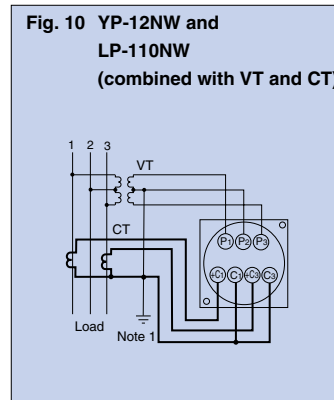 Fig. 10 YP-12NW and
LP-110NW
(combined with VT and CT)
1 2 3
VT
P1 P2 P3
CT
+C1 C1 +C3 C3
Load
Note 1